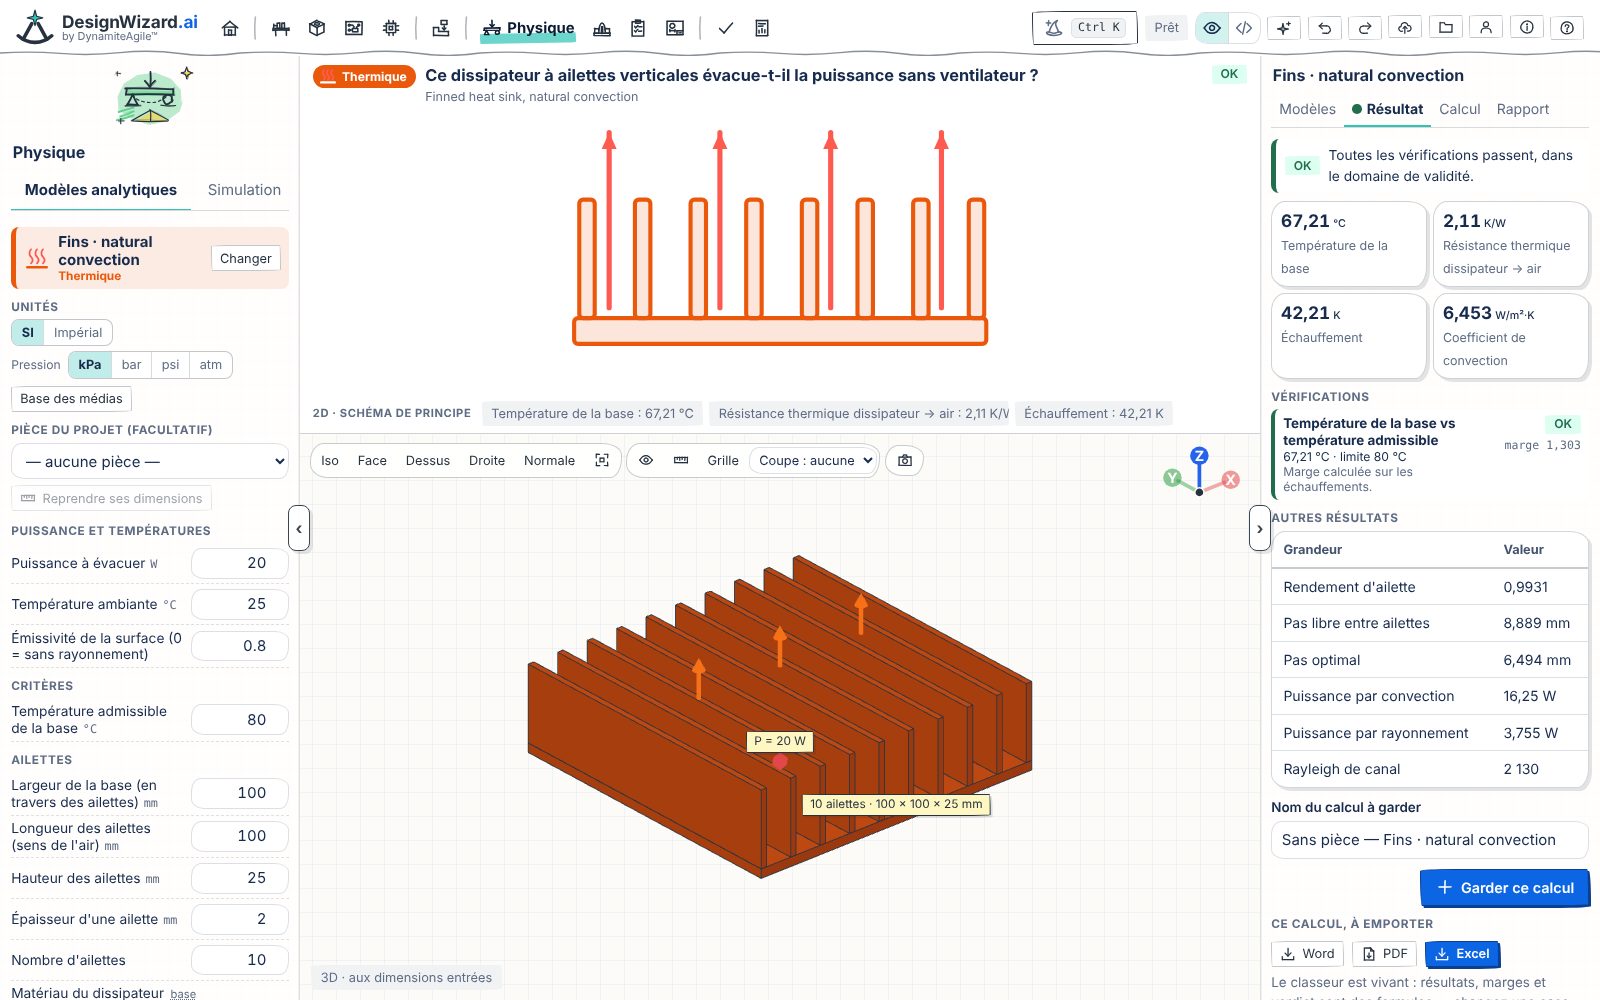 DesignWizard.ai
by DynamiteAgile™
Physique
Ctrl K
Prêt
Physique
Modèles analytiques
Simulation
Fins · natural
convection
Thermique
Changer
UNITÉS
SI
Impérial
Pression
kPa
bar
psi
atm
Base des médias
PIÈCE DU PROJET (FACULTATIF)
— aucune pièce —
Reprendre ses dimensions
PUISSANCE ET TEMPÉRATURES
Puissance à évacuer W
20
Température ambiante °C
25
Émissivité de la surface (0
= sans rayonnement)
0.8
CRITÈRES
Température admissible
de la base °C
80
AILETTES
Largeur de la base (en
travers des ailettes) mm
100
Longueur des ailettes
(sens de l'air) mm
100
Hauteur des ailettes mm
25
Épaisseur d'une ailette mm
2
Nombre d'ailettes
10
Matériau du dissipateur base
Thermique
Ce dissipateur à ailettes verticales évacue-t-il la puissance sans ventilateur ?
Finned heat sink, natural convection
OK
2D · SCHÉMA DE PRINCIPE
Température de la base : 67,21 °C
Résistance thermique dissipateur → air : 2,11 K/W
Échauffement : 42,21 K
Iso
Face
Dessus
Droite
Normale
Grille
Coupe : aucune
Z
Y
X
P = 20 W
10 ailettes · 100 × 100 × 25 mm
3D · aux dimensions entrées
Fins · natural convection
Modèles
Résultat
Calcul
Rapport
OK
Toutes les vérifications passent, dans
le domaine de validité.
67,21 °C
Température de la
base
2,11 K/W
Résistance thermique
dissipateur → air
42,21 K
Échauffement
6,453 W/m²·K
Coefficient de
convection
VÉRIFICATIONS
Température de la base vs
température admissible
OK
67,21 °C · limite 80 °C
marge 1,303
Marge calculée sur les
échauffements.
AUTRES RÉSULTATS
Grandeur
Valeur
Rendement d'ailette
0,9931
Pas libre entre ailettes
8,889 mm
Pas optimal
6,494 mm
Puissance par convection
16,25 W
Puissance par rayonnement
3,755 W
Rayleigh de canal
2 130
Nom du calcul à garder
Sans pièce — Fins · natural convection
Garder ce calcul
CE CALCUL, À EMPORTER
Word
PDF
Excel
Le classeur est vivant : résultats, marges et